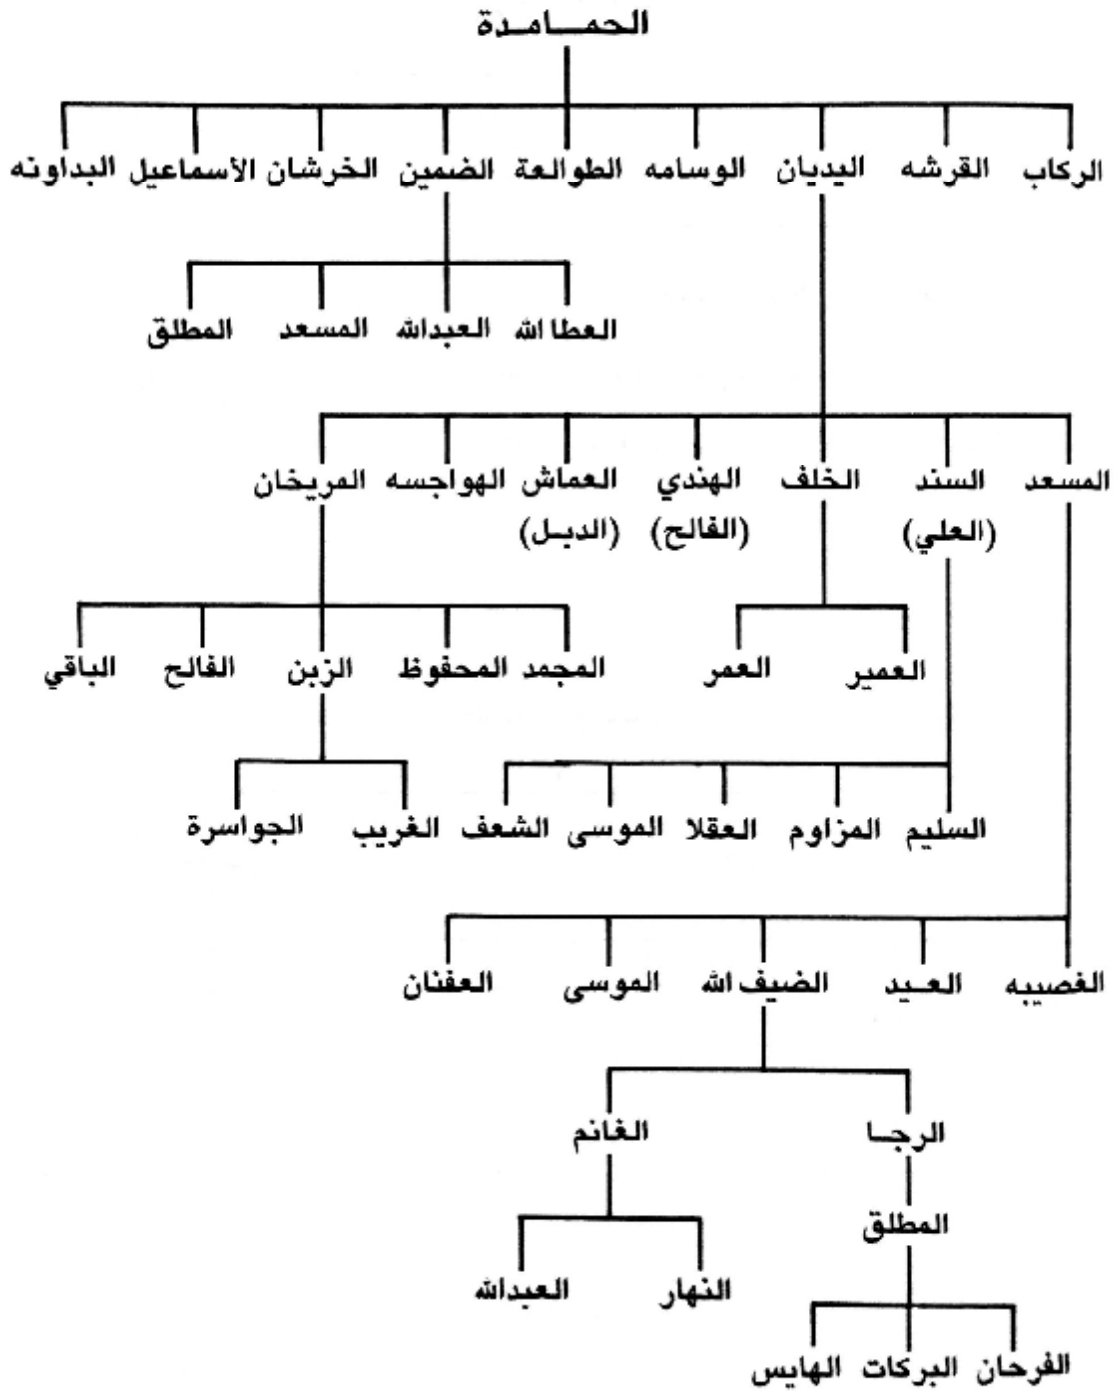 الحمامدة
الركاب القرشه اليديان الوسامه الطوالعة الضمين الخرشان الأسماعيل البداونه
العطا الله العبدالله المسعد المطلق
المسعد السند الخلف الهندي العماش الهواجسه المريخان
(العلي) (الفالح) (الدبل)
العمير العمر المجمد المحفوظ الزبن الفالح الباقي
السليم المزاوم العقلا الموسى الشعف الغريب الجواسرة
الغصيبه العيد الضيف الله الموسى العفنان
الرجا الغانم
المطلق
النهار العبدالله
الفرحان البركات الهايس